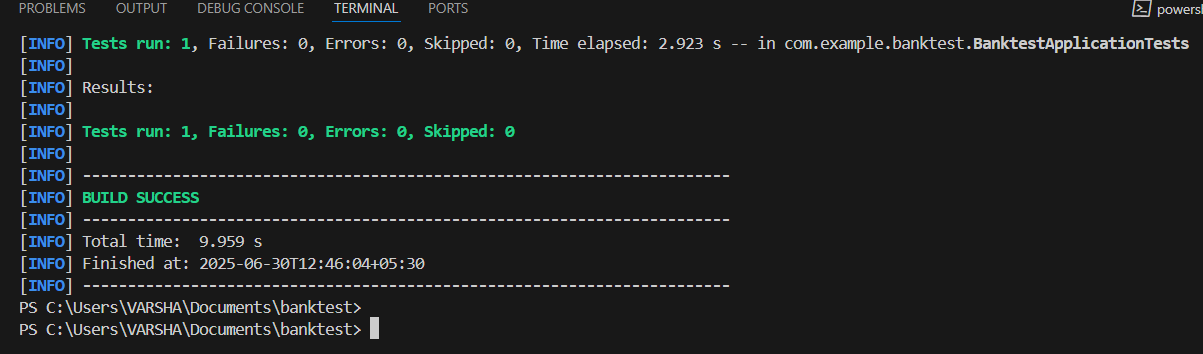 PROBLEMS OUTPUT DEBUG CONSOLE TERMINAL PORTS powersh
[INFO] Tests run: 1, Failures: 0, Errors: 0, Skipped: 0, Time elapsed: 2.923 s -- in com.example.banktest.BanktestApplicationTests
[INFO]
[INFO] Results:
[INFO]
[INFO] Tests run: 1, Failures: 0, Errors: 0, Skipped: 0
[INFO]
[INFO] ------------------------------------------------------------------------
[INFO] BUILD SUCCESS
[INFO] ------------------------------------------------------------------------
[INFO] Total time:  9.959 s
[INFO] Finished at: 2025-06-30T12:46:04+05:30
[INFO] ------------------------------------------------------------------------
PS C:\Users\VARSHA\Documents\banktest>
PS C:\Users\VARSHA\Documents\banktest>